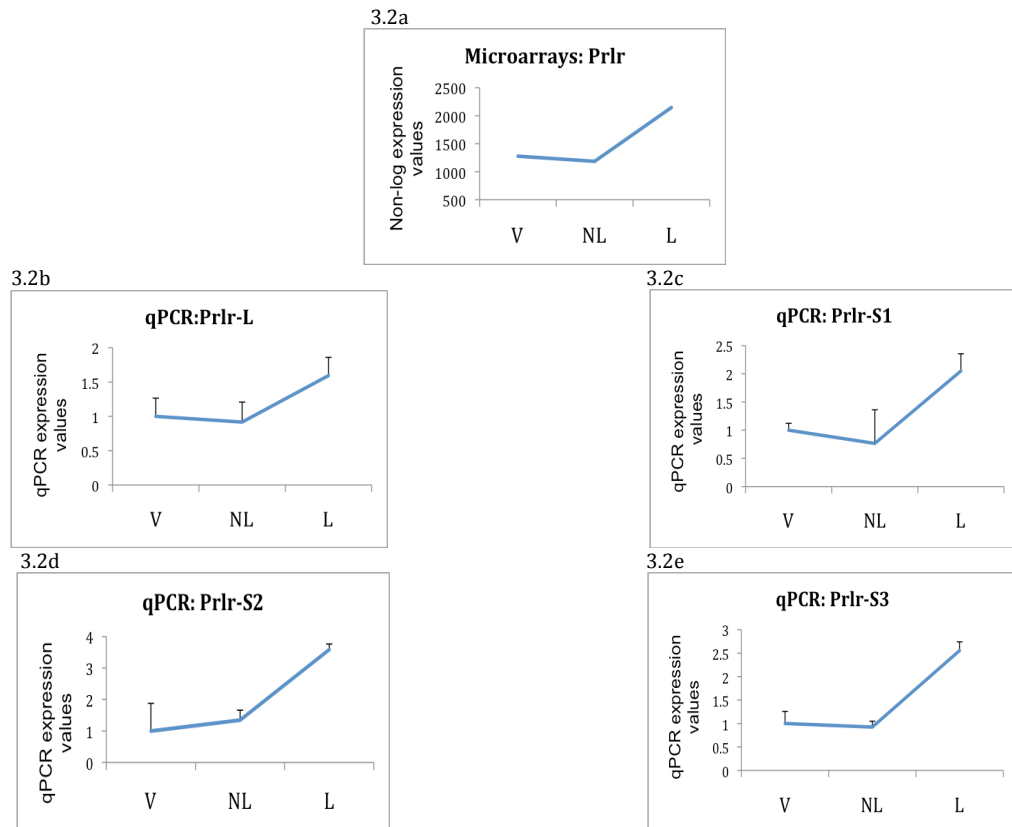 3.2a
Microarrays: Prlr
Non-log expression
values
2500
2000
1500
1000
500
V NL L
3.2b
qPCR:Prlr-L
qPCR expression
values
2
1.5
1
0.5
0
V NL L
3.2c
qPCR: Prlr-S1
qPCR expression
values
2.5
2
1.5
1
0.5
0
V NL L
3.2d
qPCR: Prlr-S2
qPCR expression
values
4
3
2
1
0
V NL L
3.2e
qPCR: Prlr-S3
qPCR expression
values
3
2.5
2
1.5
1
0.5
0
V NL L